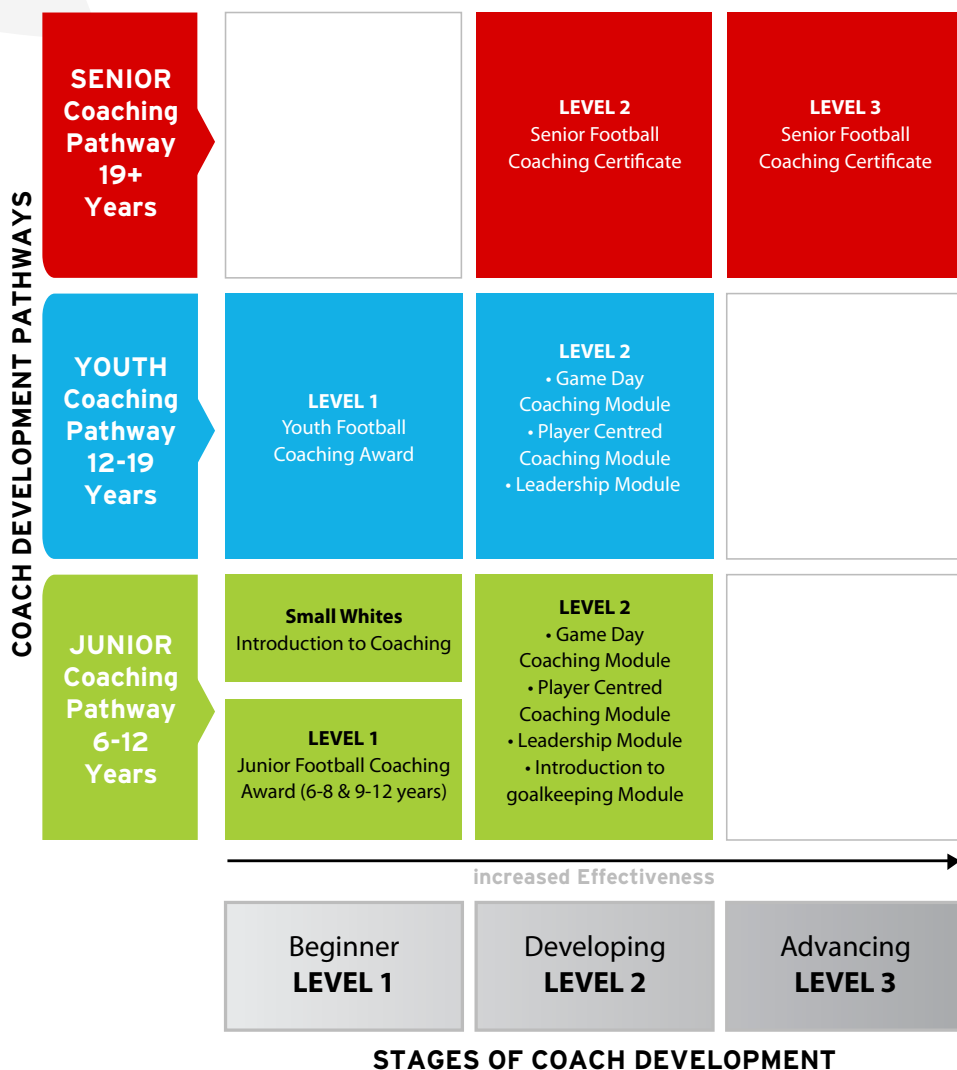 COACH DEVELOPMENT PATHWAYS
SENIOR
Coaching
Pathway
19+
Years
LEVEL 2
Senior Football
Coaching Certificate
LEVEL 3
Senior Football
Coaching Certificate
YOUTH
Coaching
Pathway
12-19
Years
LEVEL 1
Youth Football
Coaching Award
LEVEL 2
• Game Day
Coaching Module
• Player Centred
Coaching Module
• Leadership Module
JUNIOR
Coaching
Pathway
6-12
Years
Small Whites
Introduction to Coaching
LEVEL 1
Junior Football Coaching
Award (6-8 & 9-12 years)
LEVEL 2
• Game Day
Coaching Module
• Player Centred
Coaching Module
• Leadership Module
• Introduction to
goalkeeping Module
increased Effectiveness
Beginner
LEVEL 1
Developing
LEVEL 2
Advancing
LEVEL 3
STAGES OF COACH DEVELOPMENT